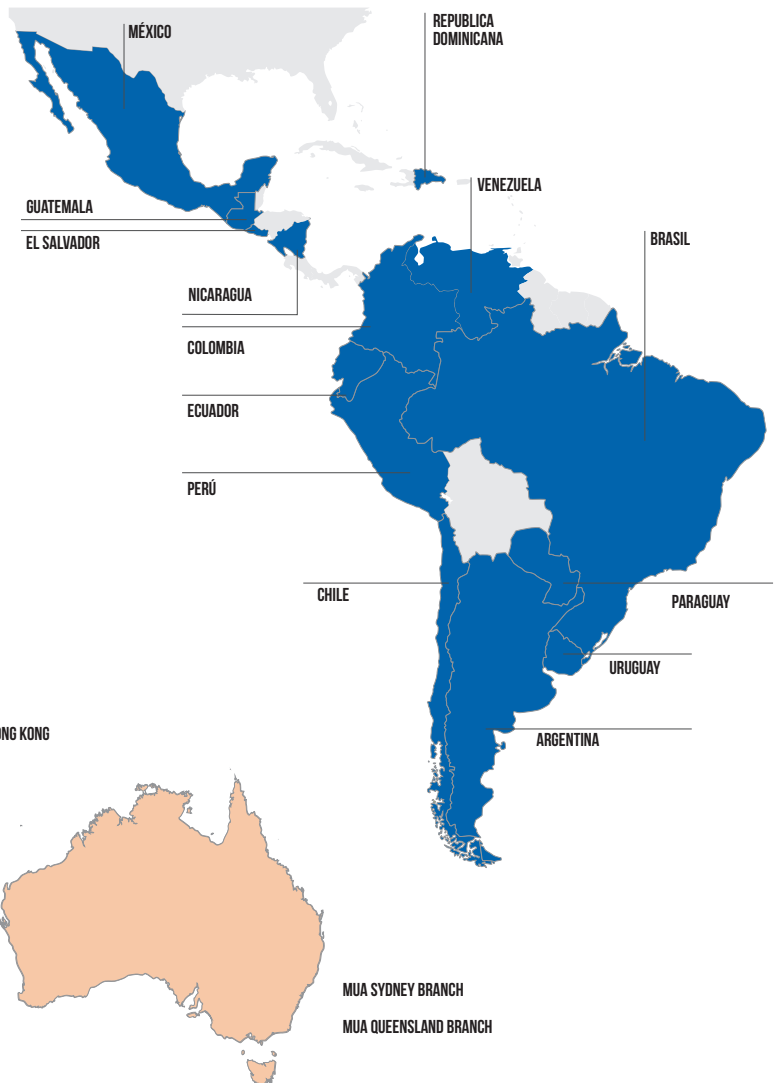 MÉXICO
REPUBLICA
DOMINICANA
VENEZUELA
GUATEMALA
BRASIL
EL SALVADOR
NICARAGUA
COLOMBIA
ECUADOR
PERÚ
CHILE
PARAGUAY
URUGUAY
KONG
ARGENTINA
MUA SYDNEY BRANCH
MUA QUEENSLAND BRANCH